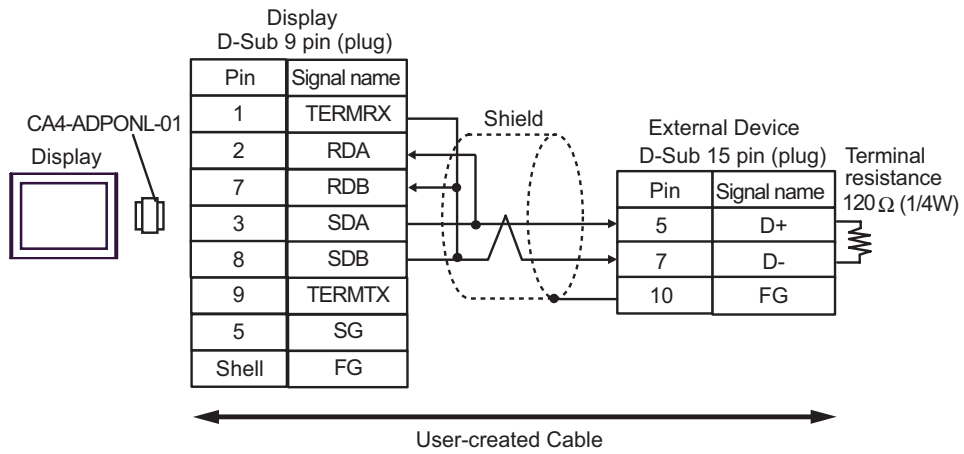 Display
D-Sub 9 pin (plug)
Pin Signal name
1 TERMRX
2 RDA
7 RDB
3 SDA
8 SDB
9 TERMTX
5 SG
Shell FG
CA4-ADPONL-01
Display
Shield
External Device
D-Sub 15 pin (plug)
Pin Signal name
5 D+
7 D-
10 FG
Terminal
resistance
120 Ω (1/4W)
User-created Cable